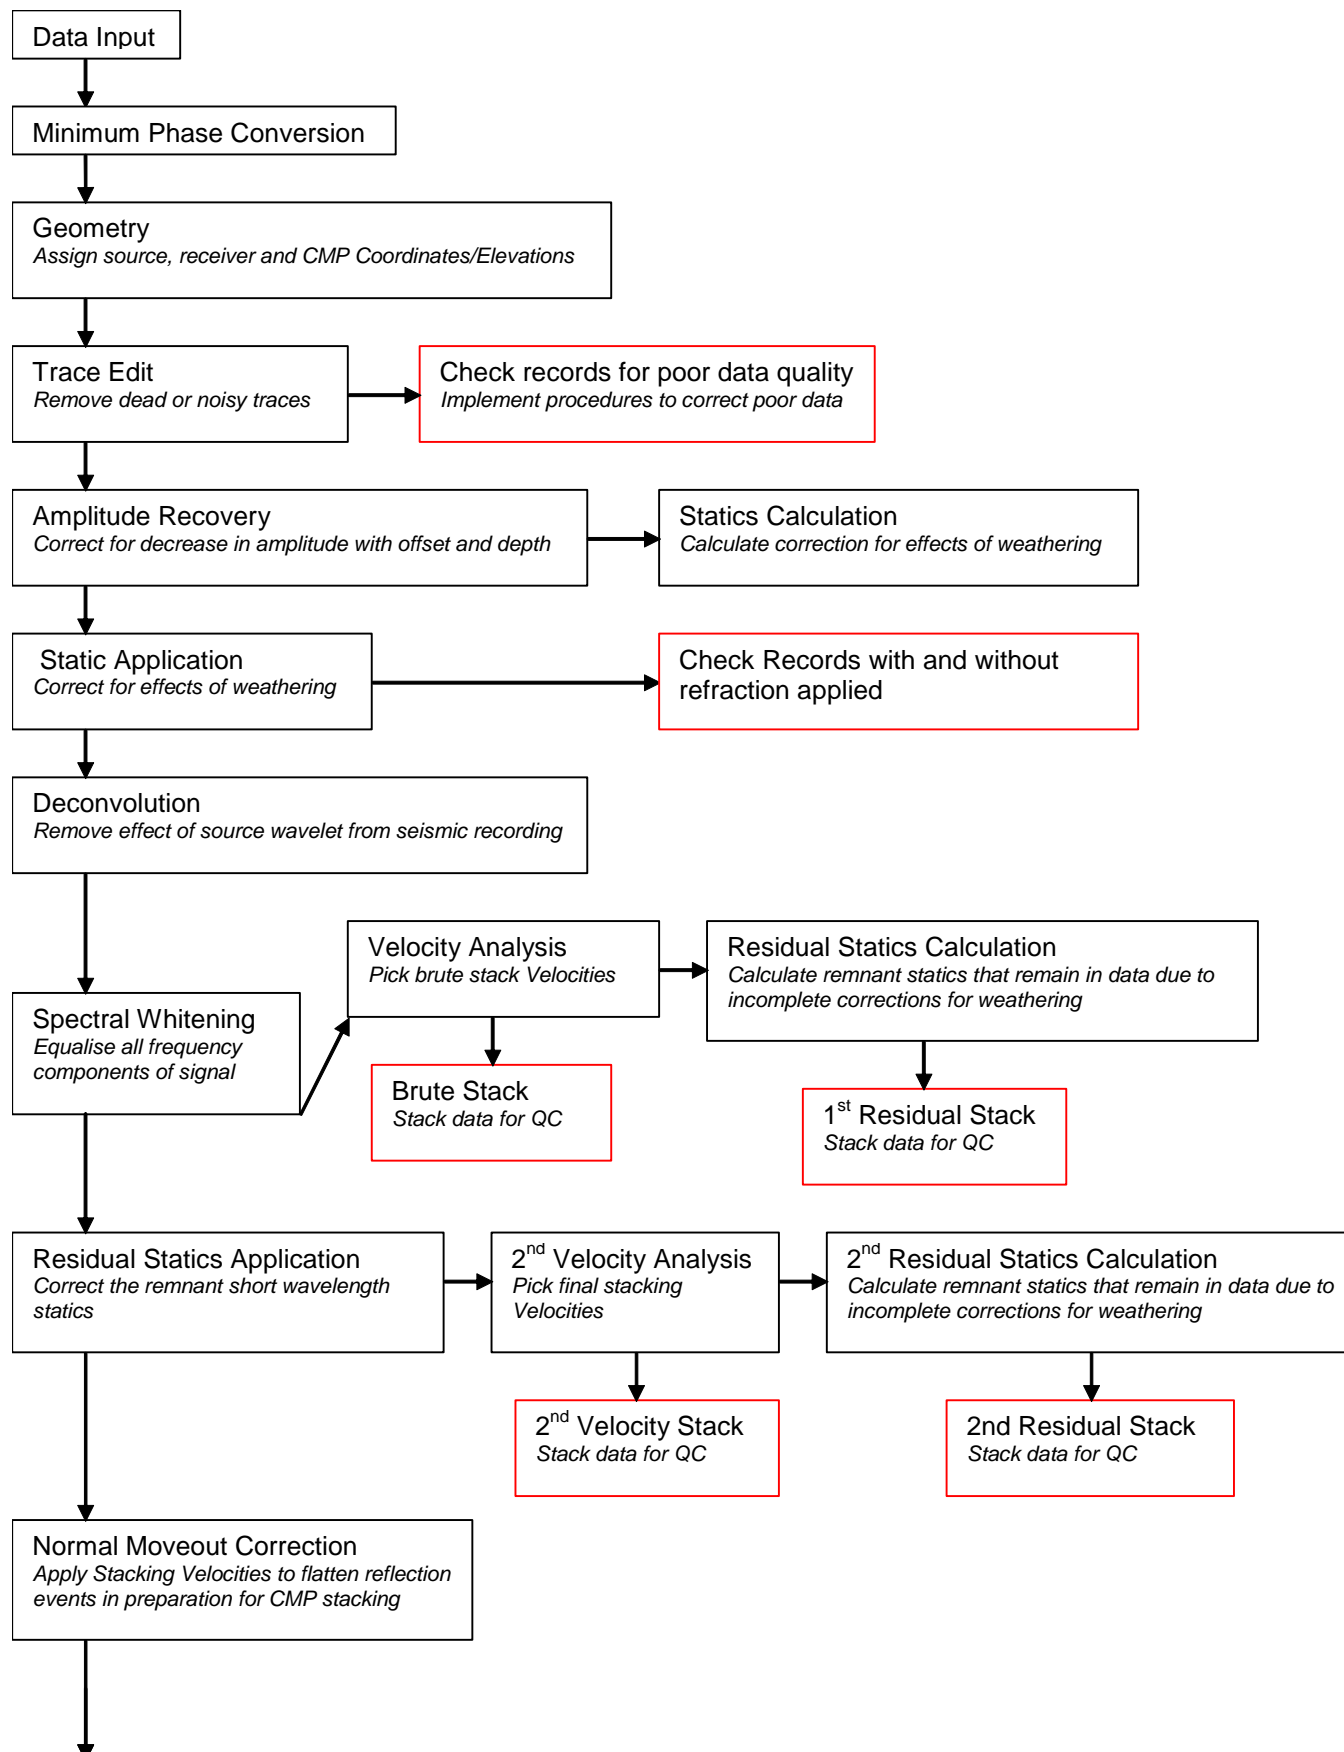 Data Input
Minimum Phase Conversion
Geometry
Assign source, receiver and CMP Coordinates/Elevations
Trace Edit
Remove dead or noisy traces
Check records for poor data quality
Implement procedures to correct poor data
Amplitude Recovery
Correct for decrease in amplitude with offset and depth
Statics Calculation
Calculate correction for effects of weathering
Static Application
Correct for effects of weathering
Check Records with and without
refraction applied
Deconvolution
Remove effect of source wavelet from seismic recording
Velocity Analysis
Pick brute stack Velocities
Residual Statics Calculation
Calculate remnant statics that remain in data due to
incomplete corrections for weathering
Spectral Whitening
Equalise all frequency
components of signal
Brute Stack
Stack data for QC
1st Residual Stack
Stack data for QC
Residual Statics Application
Correct the remnant short wavelength
statics
2nd Velocity Analysis
Pick final stacking
Velocities
2nd Residual Statics Calculation
Calculate remnant statics that remain in data due to
incomplete corrections for weathering
2nd Velocity Stack
Stack data for QC
2nd Residual Stack
Stack data for QC
Normal Moveout Correction
Apply Stacking Velocities to flatten reflection
events in preparation for CMP stacking